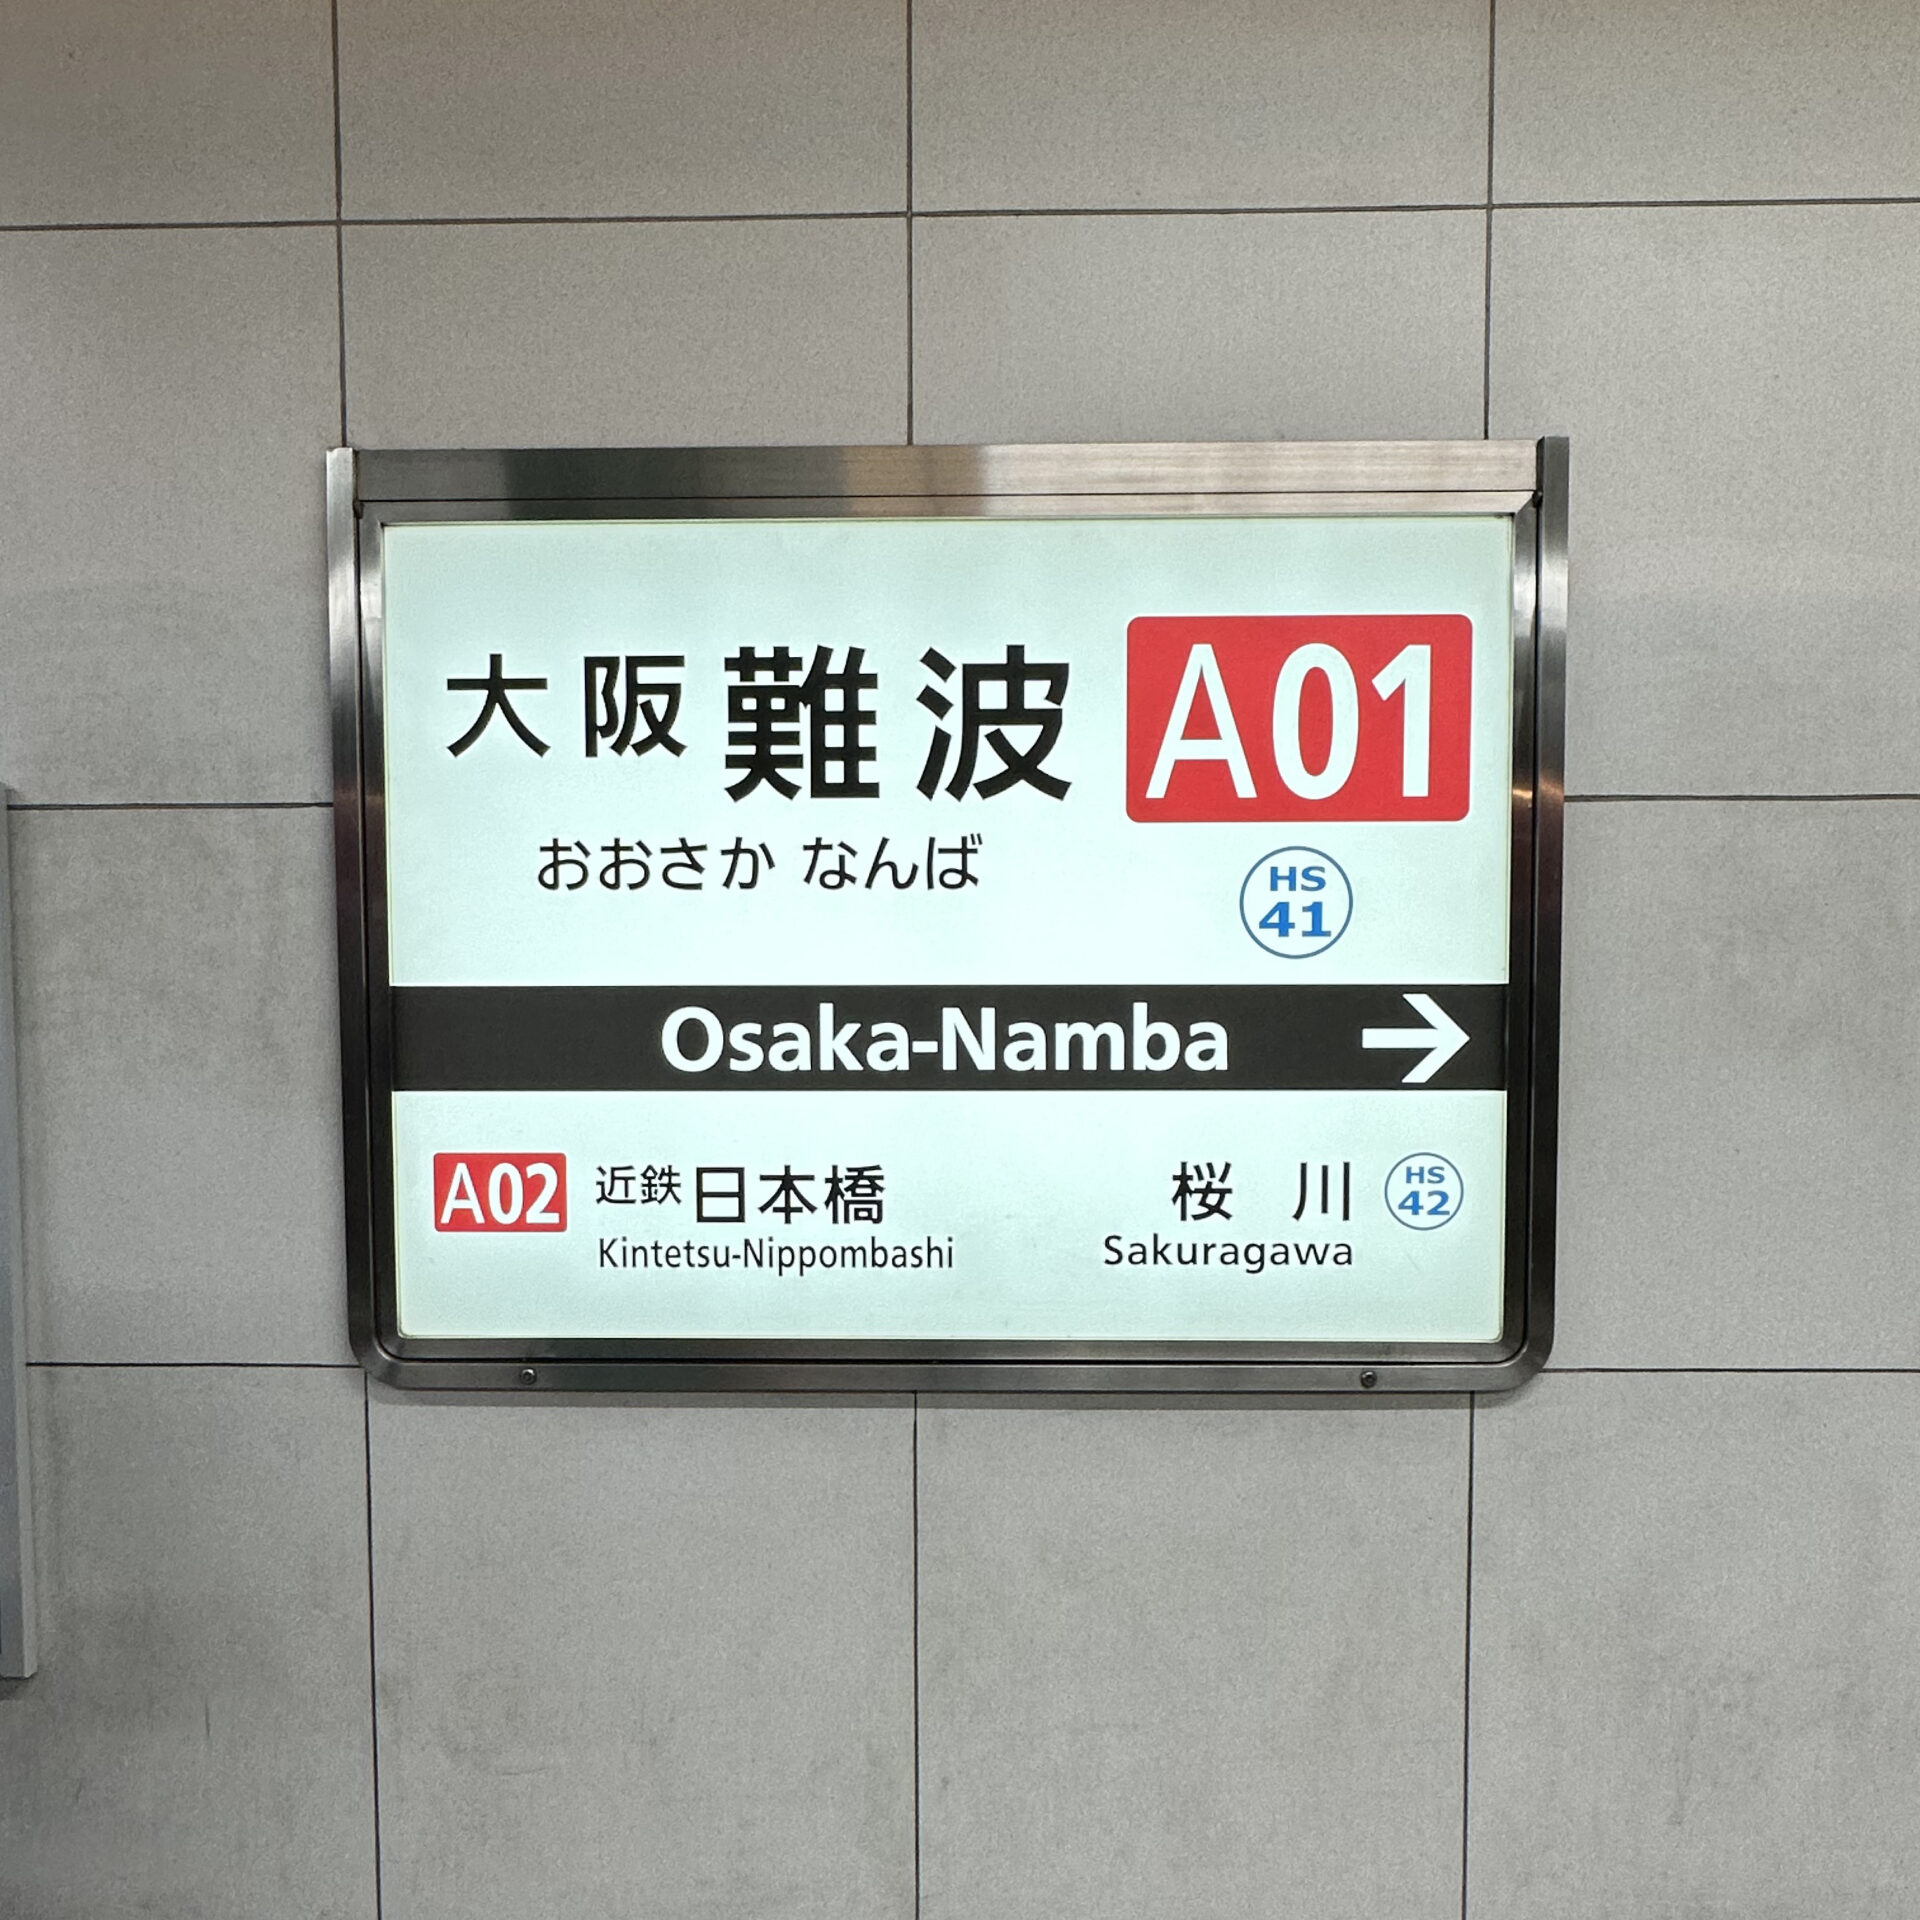 大阪難波 A01
おおさか なんば
HS
41
Osaka-Namba →
A02 近鉄日本橋
Kintetsu-Nippombashi
桜川 HS
42
Sakuragawa